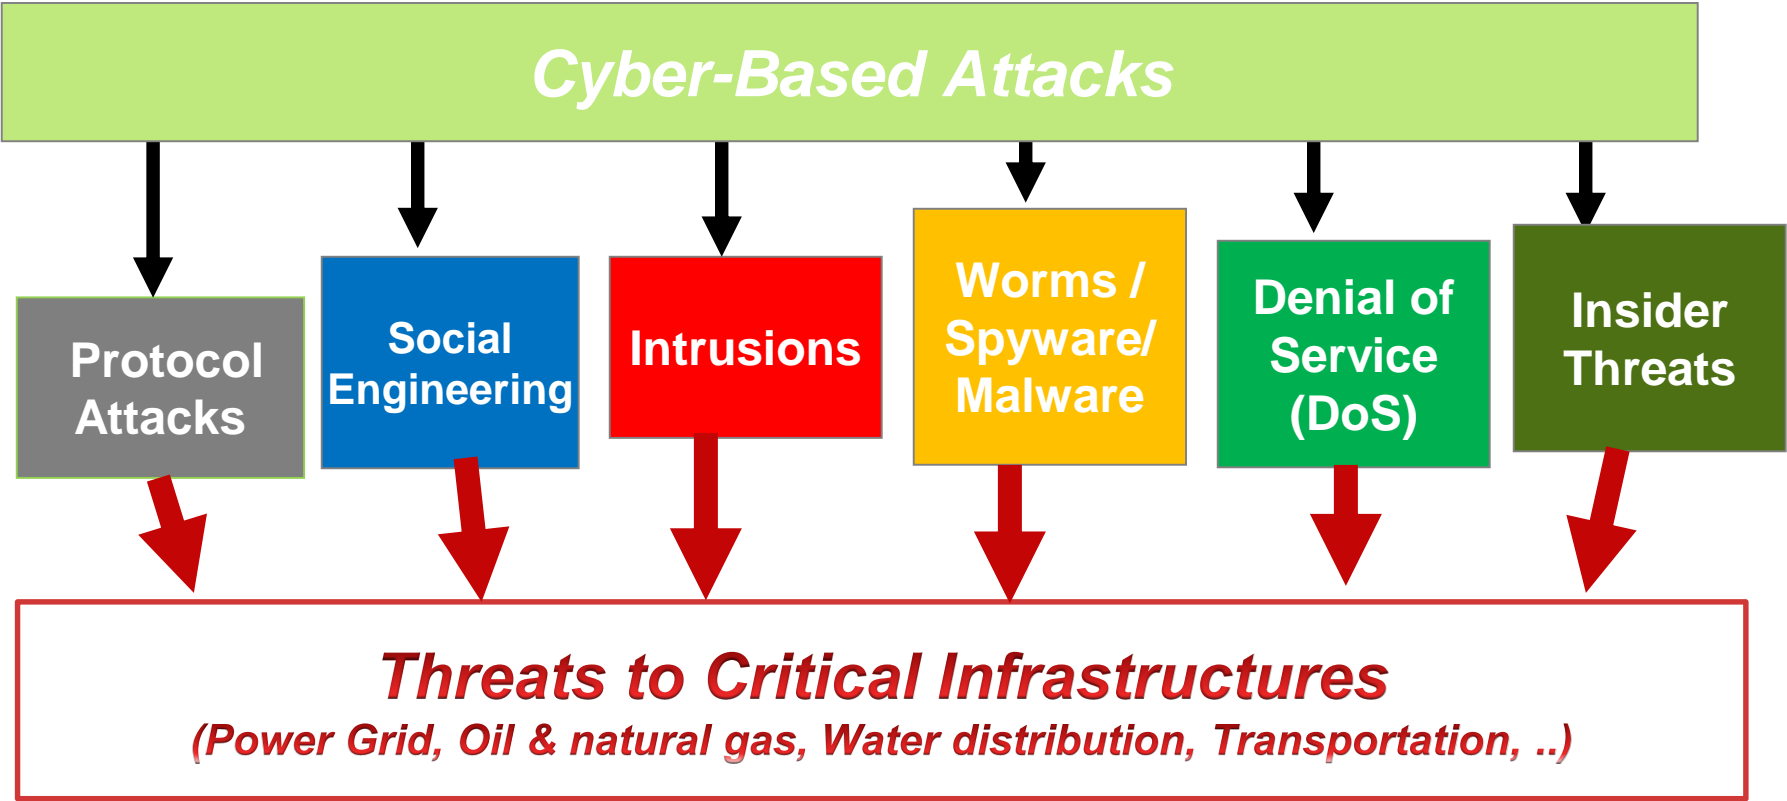 Cyber-Based Attacks
Protocol
Attacks
Social
Engineering
Intrusions
Worms /
Spyware/
Malware
Denial of
Service
(DoS)
Insider
Threats
Threats to Critical Infrastructures
(Power Grid, Oil & natural gas, Water distribution, Transportation, ..)